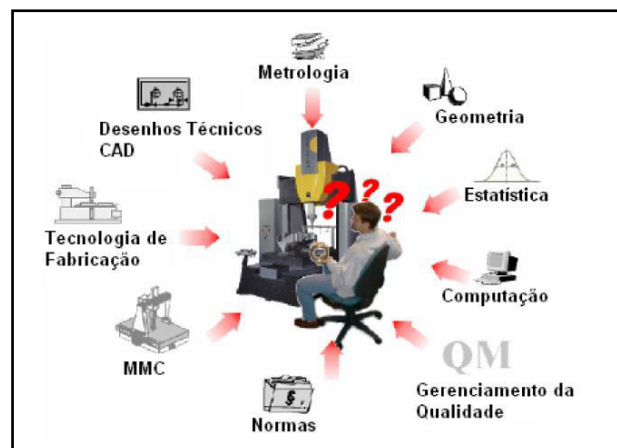 Metrologia
Geometria
Desenhos Técnicos
CAD
???
Estatística
Tecnologia de
Fabricação
Computação
MMC
QM
Gerenciamento da
Qualidade
§
Normas